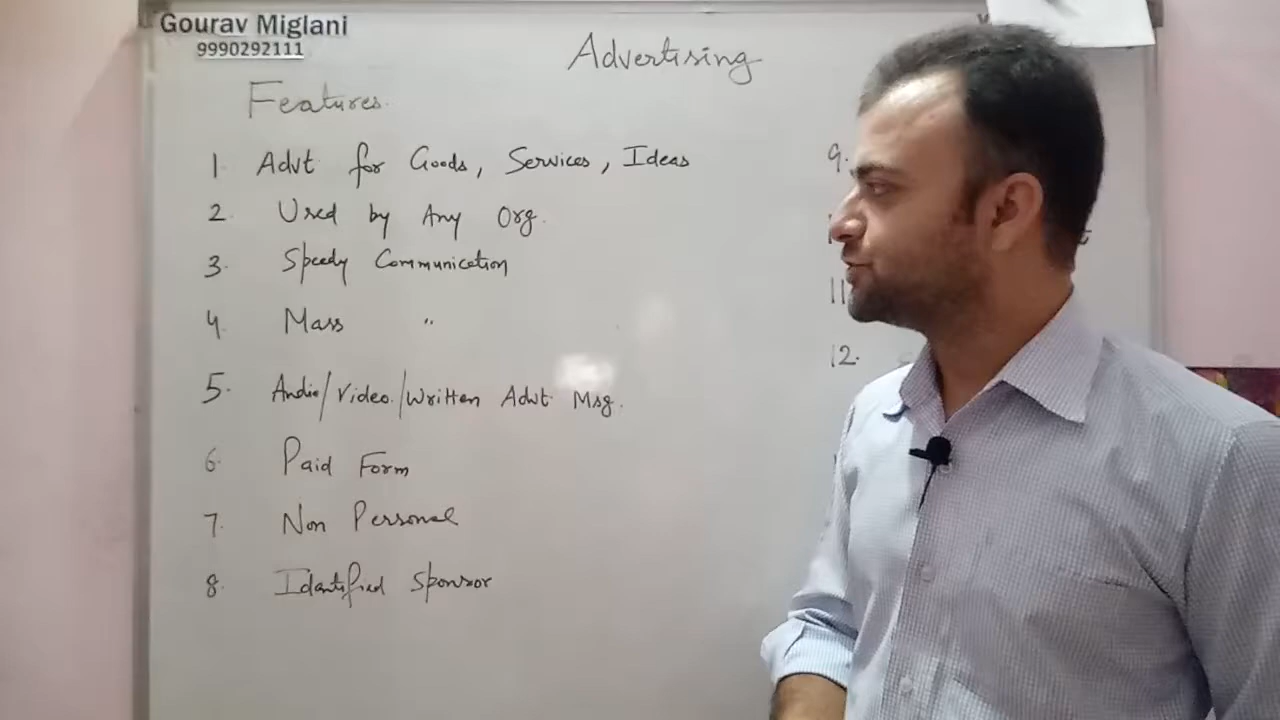 Gourav Miglani
9990292111
Advertising
Features.
1. Advt for Goods, Services, Ideas
2. Used by Any Org.
3. Speedy Communication
4. Mass "
5. Audio/Video/Written Advt Msg.
6. Paid Form
7. Non Personal
8. Identified Sponsor
9.
11
12.